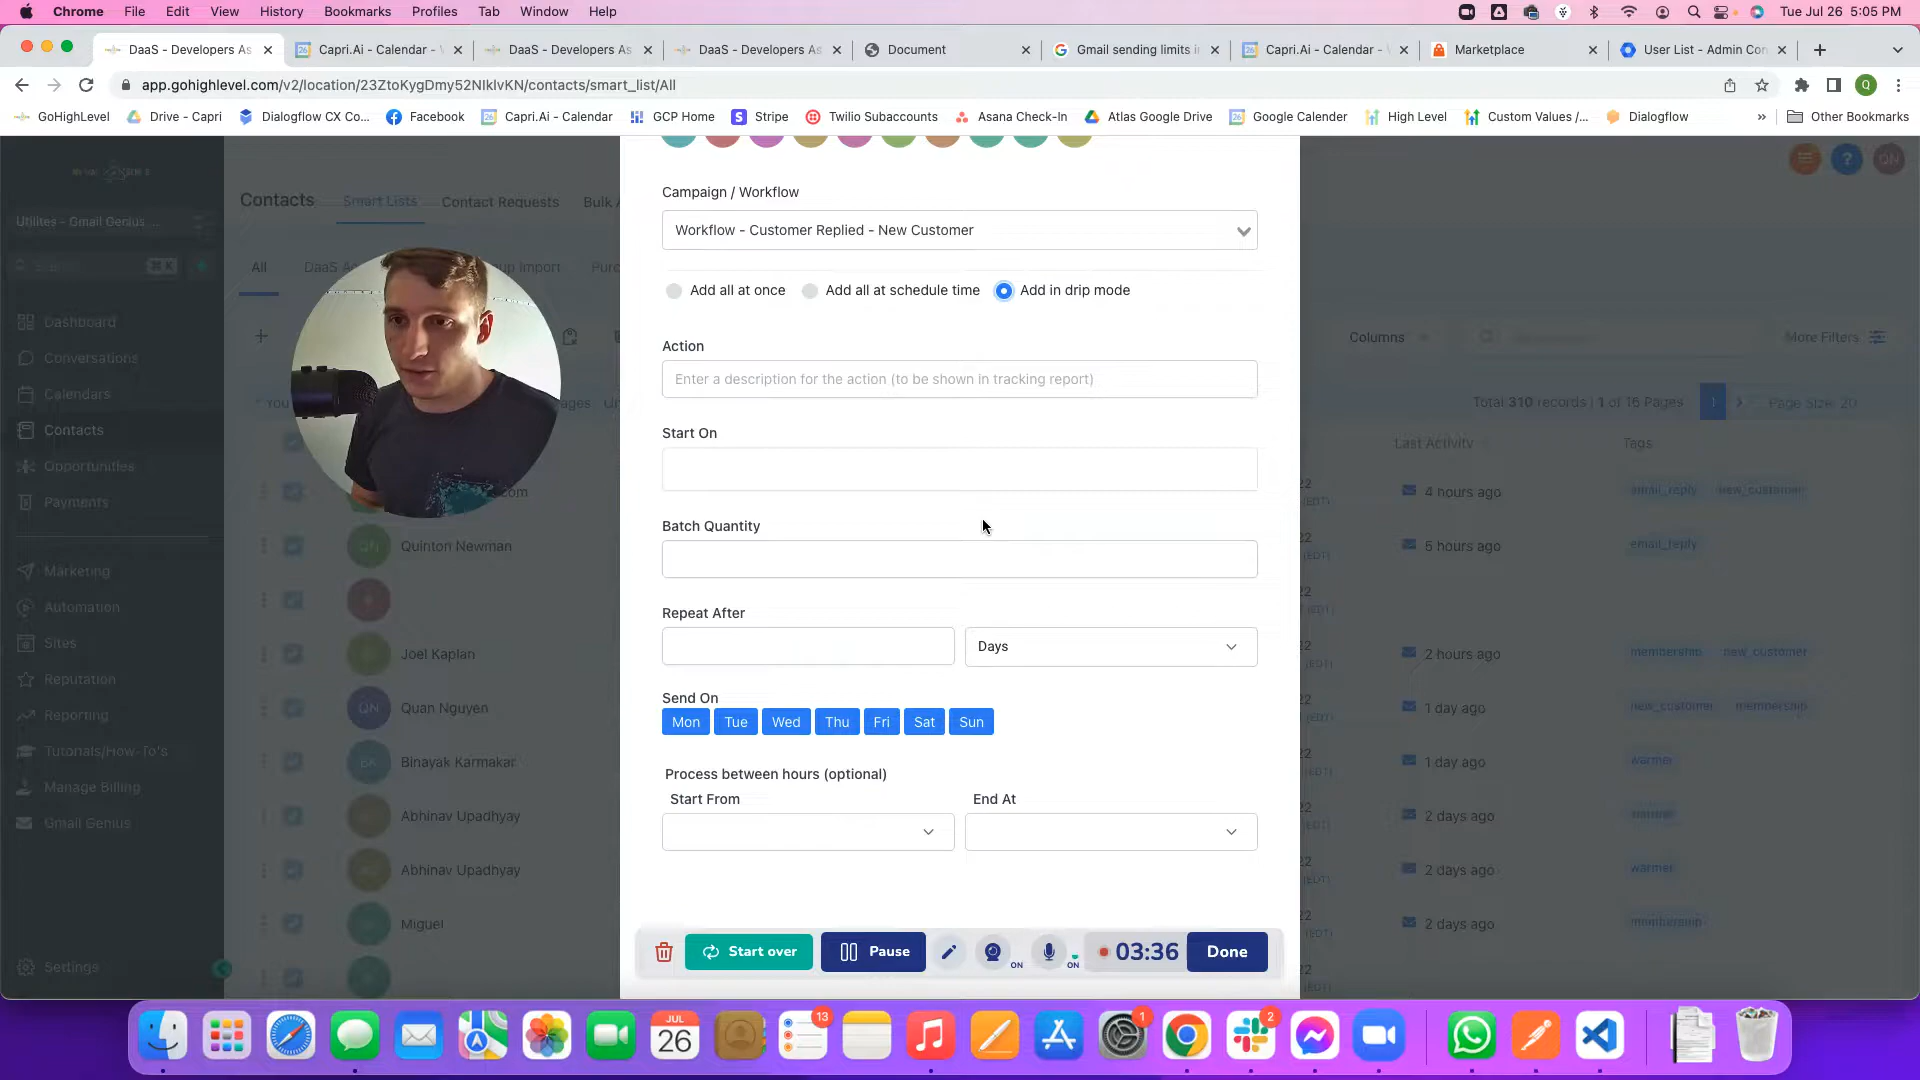 Chrome File Edit View History Bookmarks Profiles Tab Window Help Tue Jul 26 5:05 PM
DaaS - Developers As Capri.Ai - Calendar - DaaS - Developers As DaaS - Developers As Document Gmail sending limits in Capri.Ai - Calendar - Marketplace User List - Admin Con
app.gohighlevel.com/v2/location/23ZtoKygDmy52NIklvKN/contacts/smart_list/All
GoHighLevel Drive - Capri Dialogflow CX Co... Facebook Capri.Ai - Calendar GCP Home Stripe Twilio Subaccounts Asana Check-In Atlas Google Drive Google Calendar High Level Custom Values /... Dialogflow » Other Bookmarks
Contacts Smart Lists Contact Requests Bulk
Utilites - Gmail Genius ...
Campaign / Workflow
Workflow - Customer Replied - New Customer
Add all at once Add all at schedule time Add in drip mode
Action
Enter a description for the action (to be shown in tracking report)
Start On
Batch Quantity
Repeat After
Days
Send On
Mon Tue Wed Thu Fri Sat Sun
Process between hours (optional)
Start From End At
Start over Pause ON ON 03:36 Done
All
Dashboard
Conversations
Calendars
Contacts
Opportunities
Payments
Marketing
Automation
Sites
Reputation
Reporting
Tutorials/How-To's
Manage Billing
Gmail Genius
Settings
Quinton Newman
Joel Kaplan
QN Quan Nguyen
BK Binayak Karmakar
Abhinav Upadhyay
Abhinav Upadhyay
Miguel
QN
Columns More Filters
Total 310 records | 1 of 16 Pages 1 Page Size: 20
Last Activity Tags
4 hours ago email_reply new_customer
5 hours ago email_reply
2 hours ago membership new_customer
1 day ago new_customer membership
1 day ago warmer
2 days ago
2 days ago warmer
2 days ago membership
JUL
26
13
1
2